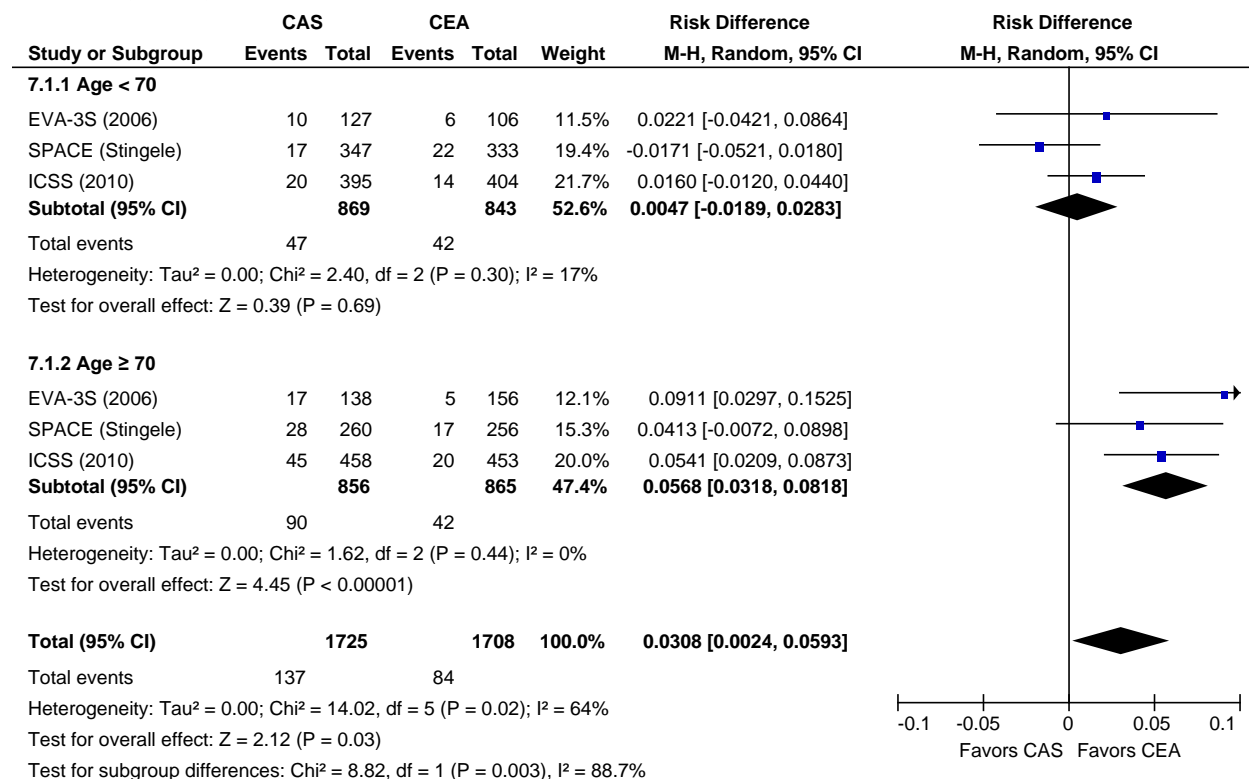 CAS CEA Risk Difference Risk Difference
Study or Subgroup Events Total Events Total Weight M-H, Random, 95% CI M-H, Random, 95% CI
7.1.1 Age < 70
EVA-3S (2006) 10 127 6 106 11.5% 0.0221 [-0.0421, 0.0864]
SPACE (Stingele) 17 347 22 333 19.4% -0.0171 [-0.0521, 0.0180]
ICSS (2010) 20 395 14 404 21.7% 0.0160 [-0.0120, 0.0440]
Subtotal (95% CI) 869 843 52.6% 0.0047 [-0.0189, 0.0283]
Total events 47 42
Heterogeneity: Tau² = 0.00; Chi² = 2.40, df = 2 (P = 0.30); I² = 17%
Test for overall effect: Z = 0.39 (P = 0.69)
7.1.2 Age ≥ 70
EVA-3S (2006) 17 138 5 156 12.1% 0.0911 [0.0297, 0.1525]
SPACE (Stingele) 28 260 17 256 15.3% 0.0413 [-0.0072, 0.0898]
ICSS (2010) 45 458 20 453 20.0% 0.0541 [0.0209, 0.0873]
Subtotal (95% CI) 856 865 47.4% 0.0568 [0.0318, 0.0818]
Total events 90 42
Heterogeneity: Tau² = 0.00; Chi² = 1.62, df = 2 (P = 0.44); I² = 0%
Test for overall effect: Z = 4.45 (P < 0.00001)
Total (95% CI) 1725 1708 100.0% 0.0308 [0.0024, 0.0593]
Total events 137 84
Heterogeneity: Tau² = 0.00; Chi² = 14.02, df = 5 (P = 0.02); I² = 64%
Test for overall effect: Z = 2.12 (P = 0.03)
Test for subgroup differences: Chi² = 8.82, df = 1 (P = 0.003), I² = 88.7%
-0.1 -0.05 0 0.05 0.1
Favors CAS Favors CEA